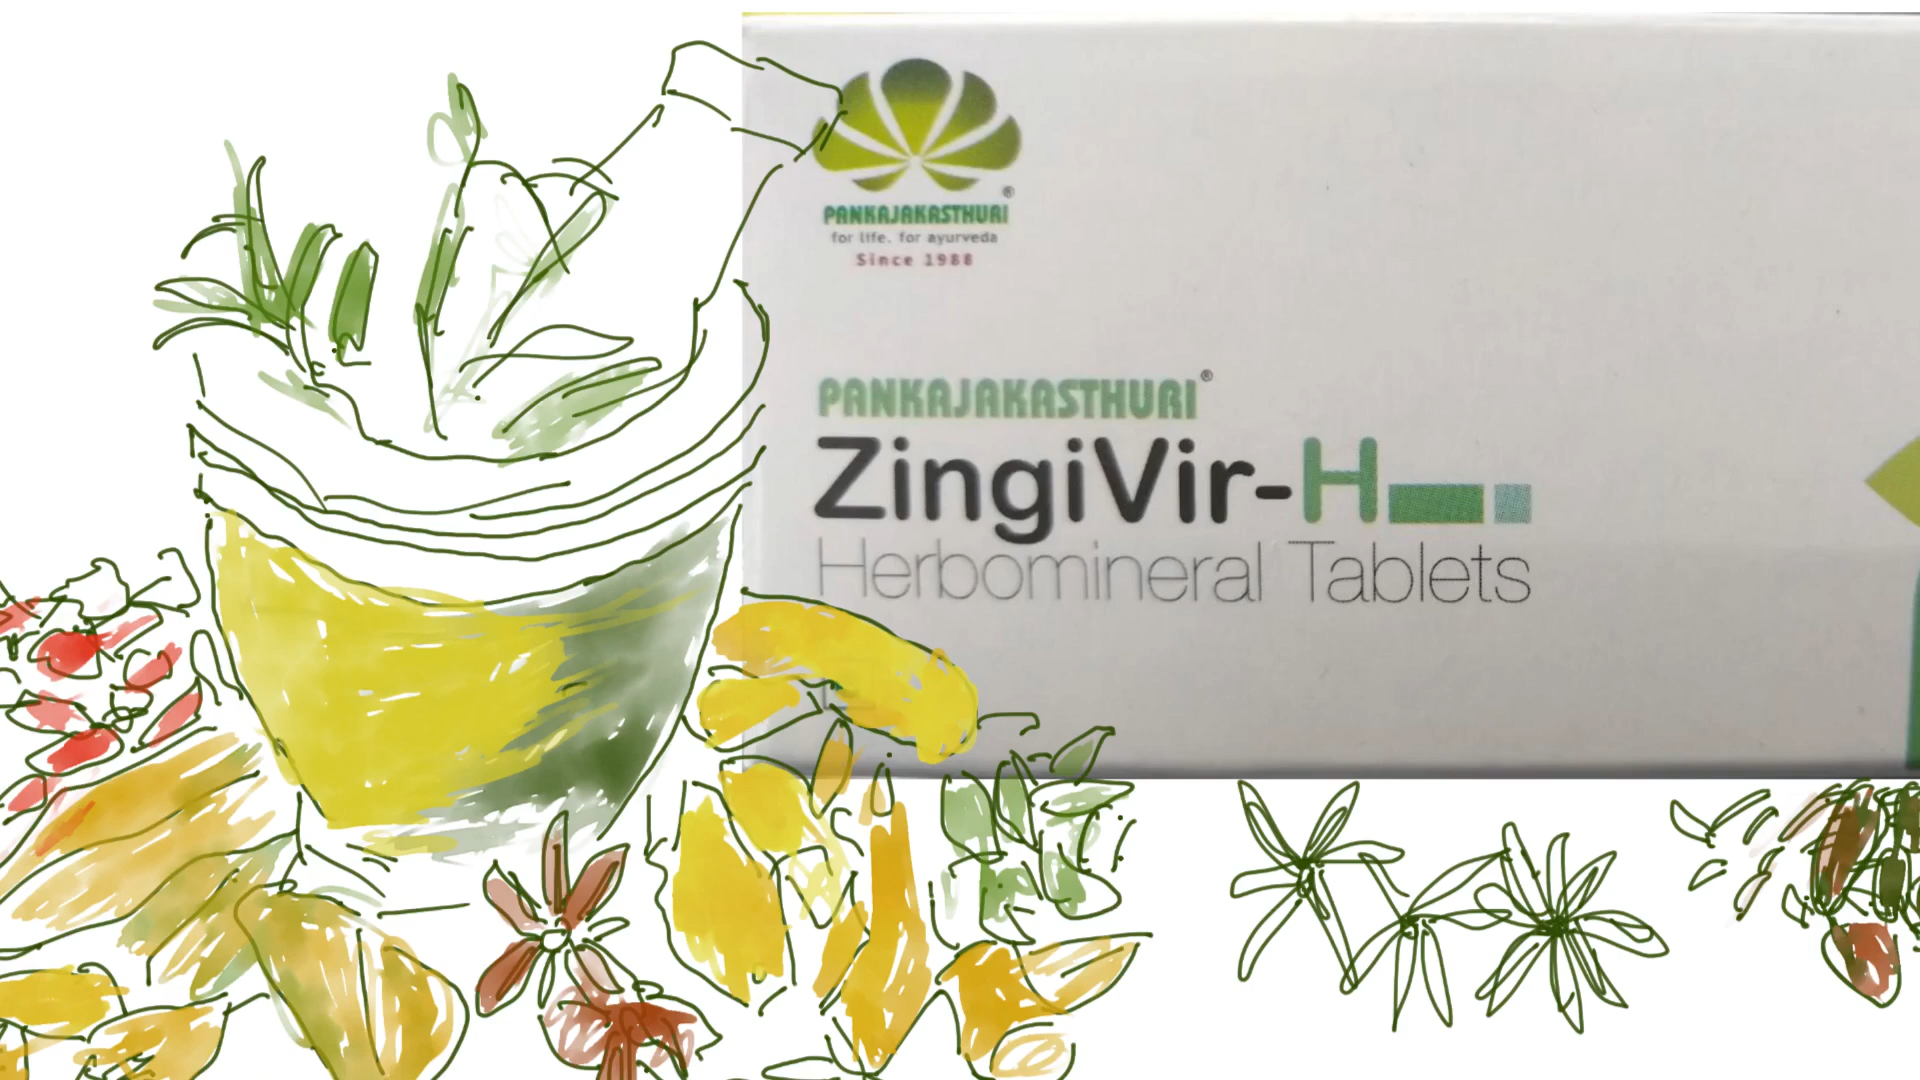 PANKAJAKASTHURI®
for life. for ayurveda
Since 1988
PANKAJAKASTHURI®
ZingiVir-H
Herbomineral Tablets